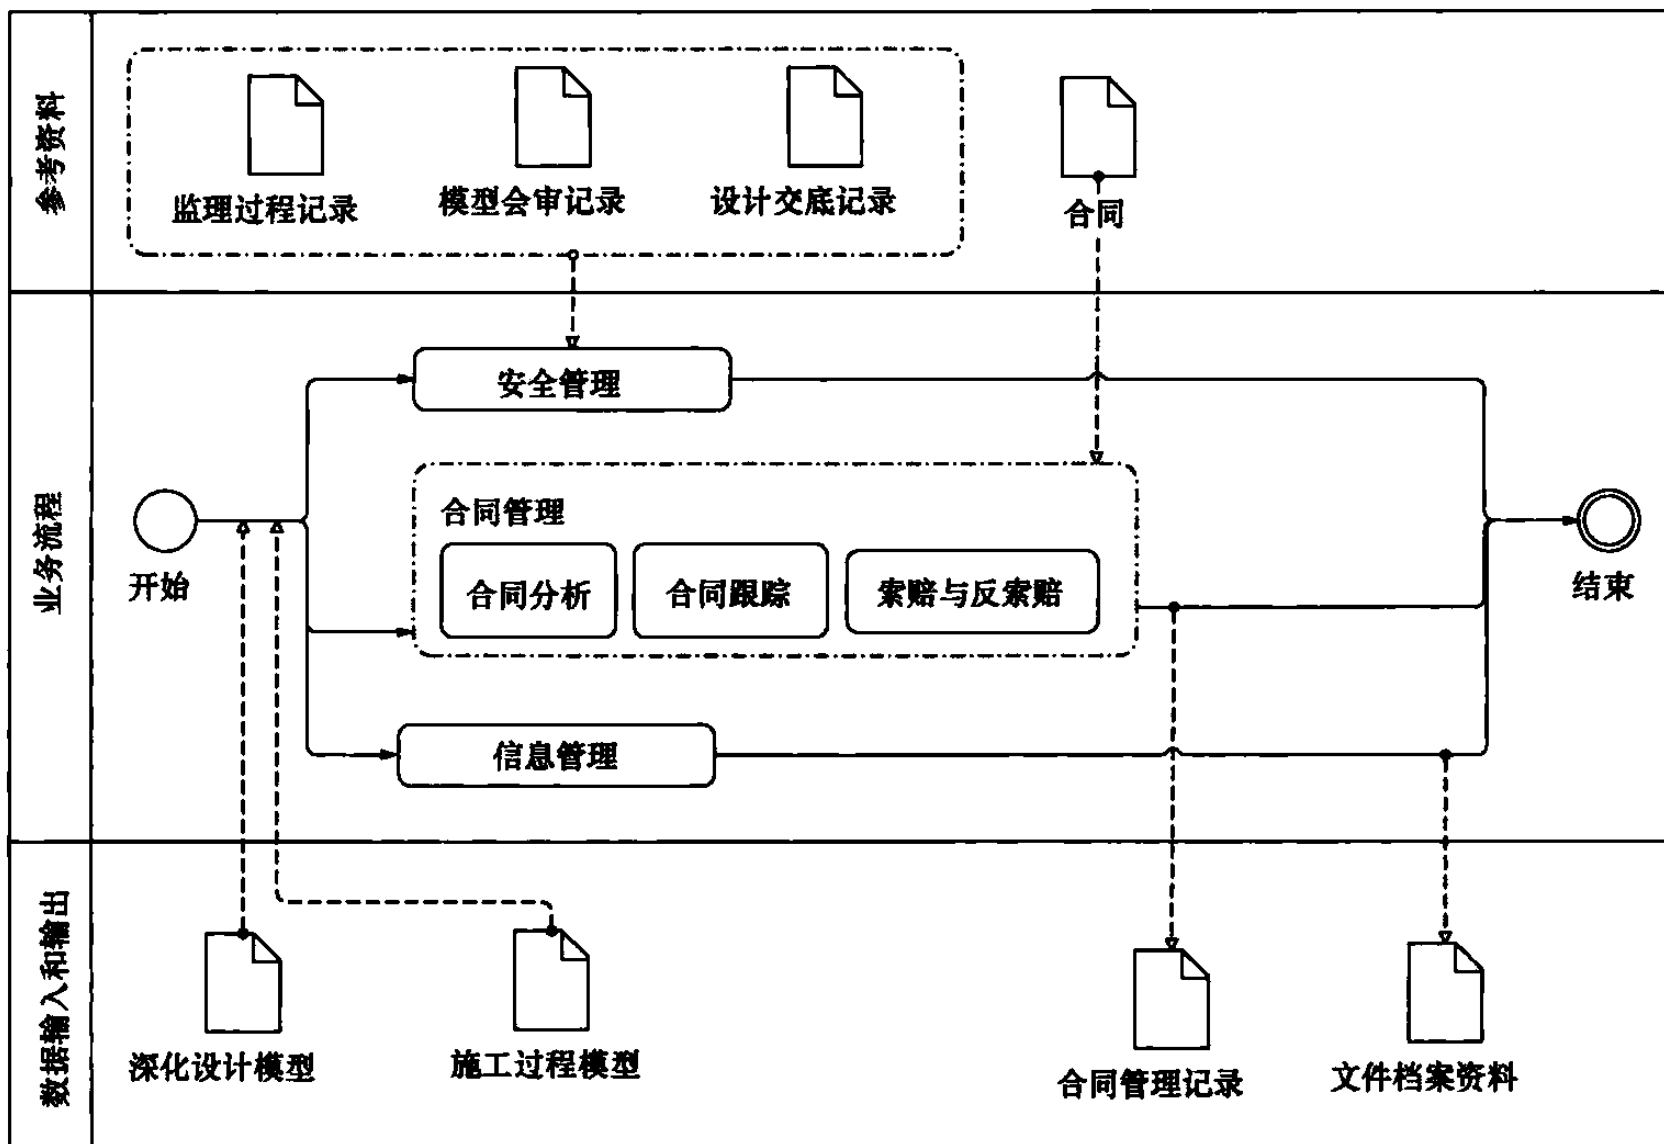 参考资料
监理过程记录
模型会审记录
设计交底记录
合同
业务流程
安全管理
合同管理
合同分析
合同跟踪
索赔与反索赔
开始
结束
信息管理
数据输入和输出
深化设计模型
施工过程模型
合同管理记录
文件档案资料